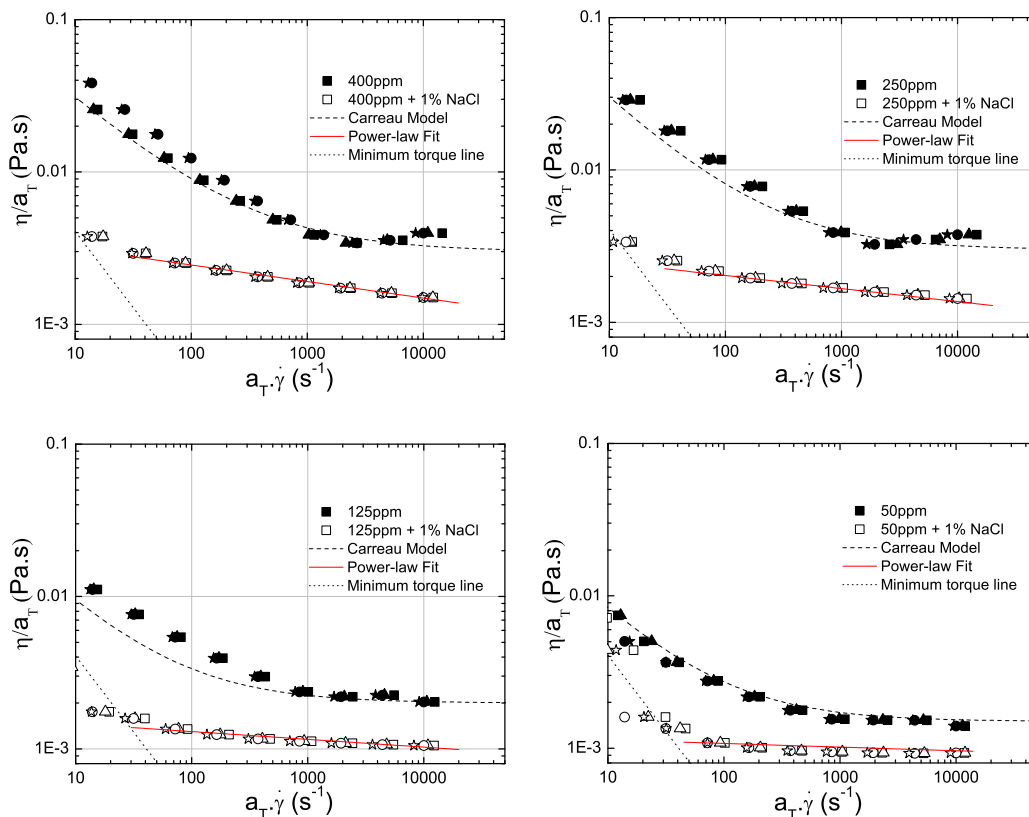 0.1
0.01
1E-3
η/a_T (Pa.s)
400ppm
400ppm + 1% NaCl
Carreau Model
Power-law Fit
Minimum torque line
10 100 1000 10000
a_T.γ̇ (s⁻¹)
0.1
0.01
1E-3
η/a_T (Pa.s)
250ppm
250ppm + 1% NaCl
Carreau Model
Power-law Fit
Minimum torque line
10 100 1000 10000
a_T.γ̇ (s⁻¹)
0.1
0.01
1E-3
η/a_T (Pa.s)
125ppm
125ppm + 1% NaCl
Carreau Model
Power-law Fit
Minimum torque line
10 100 1000 10000
a_T.γ̇ (s⁻¹)
0.1
0.01
1E-3
η/a_T (Pa.s)
50ppm
50ppm + 1% NaCl
Carreau Model
Power-law Fit
Minimum torque line
10 100 1000 10000
a_T.γ̇ (s⁻¹)